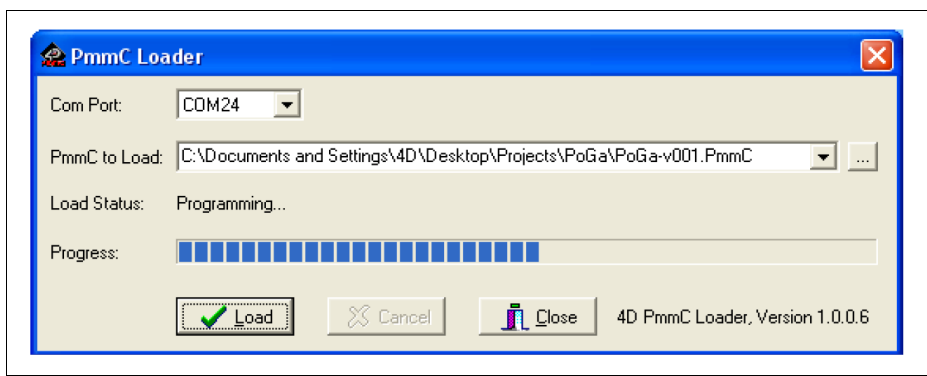 PmmC Loader
Com Port: COM24
PmmC to Load: C:\Documents and Settings\4D\Desktop\Projects\PoGa\PoGa-v001.PmmC ...
Load Status: Programming...
Progress:
Load Cancel Close 4D PmmC Loader, Version 1.0.0.6